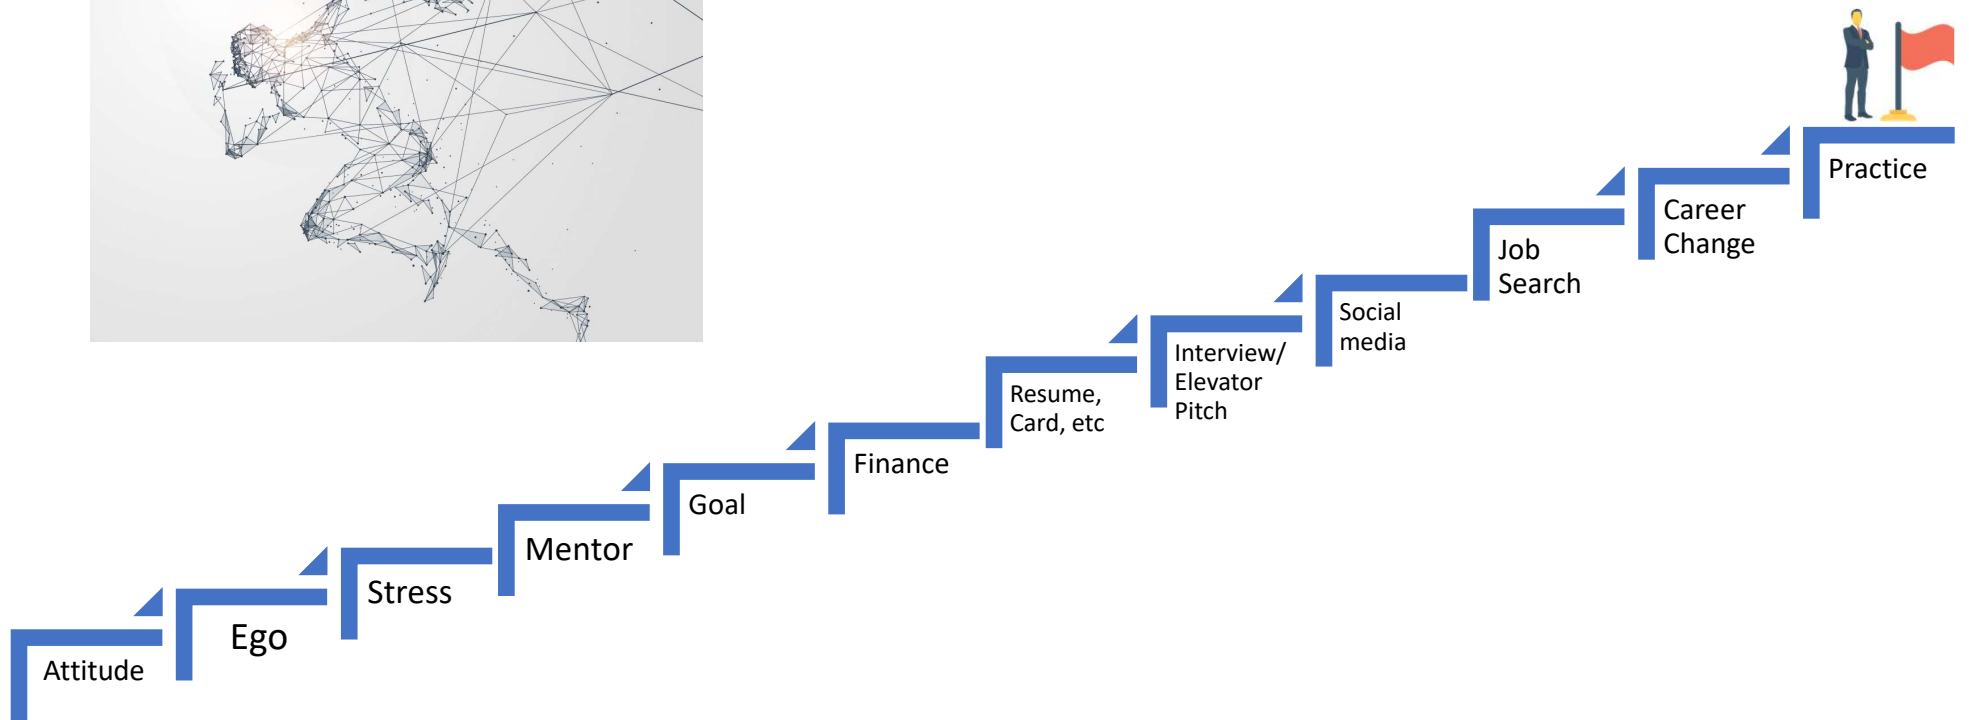 Attitude
Ego
Stress
Mentor
Goal
Finance
Resume,
Card, etc
Interview/
Elevator
Pitch
Social
media
Job
Search
Career
Change
Practice